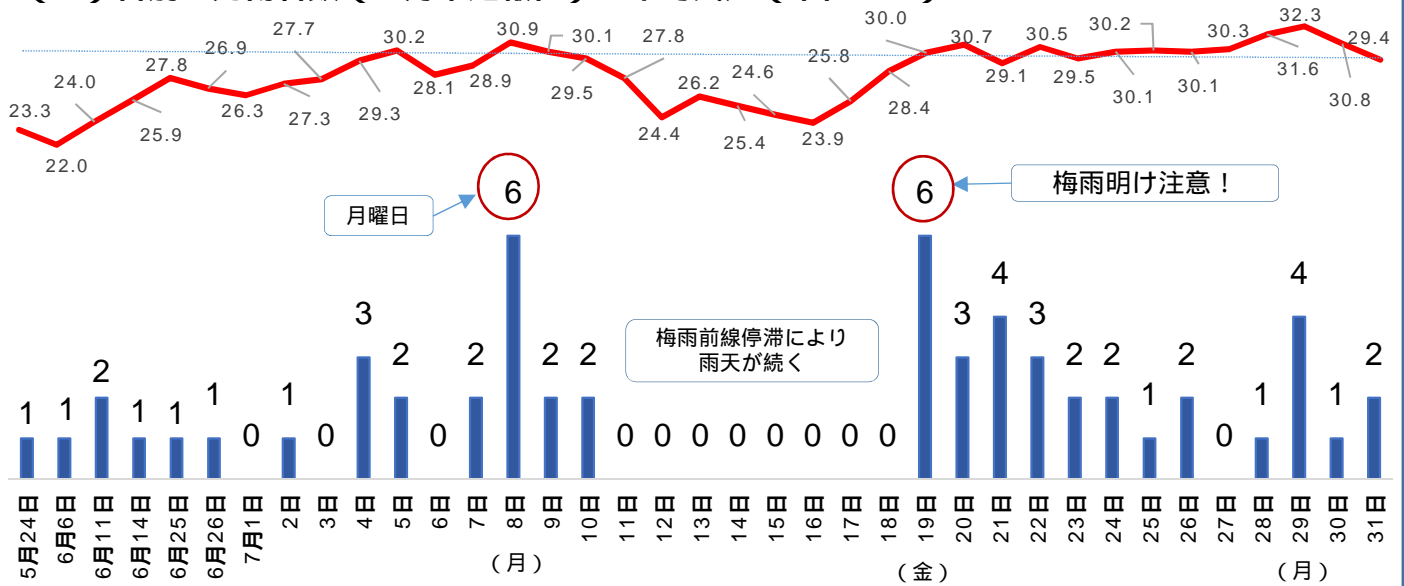 27.7
30.2
30.9
30.1
27.8
30.0
30.7
30.5
30.2
30.3
32.3
29.4
26.9
25.8
24.0
27.8
24.6
31.6
23.3
25.9
26.3
27.3
29.3
28.1
28.9
29.5
26.2
28.4
29.1
29.5
30.1
30.1
30.8
22.0
24.4
25.4
23.9
月曜日
6
6
梅雨明け注意！
梅雨前線停滞により
雨天が続く
1 1 2 1 1 1 0 1 0 3 2 0 2 2 2 0 0 0 0 0 0 0 0 3 4 3 2 2 1 2 0 1 4 1 2
5月24日
6月6日
6月11日
6月14日
6月25日
6月26日
7月1日
2日
3日
4日
5日
6日
7日
8日
9日
10日
11日
12日
13日
14日
15日
16日
17日
18日
19日
20日
21日
22日
23日
24日
25日
26日
27日
28日
29日
30日
31日
（月）
（金）
（月）